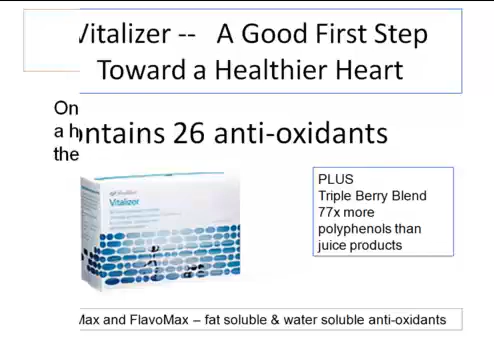 Vitalizer -- A Good First Step
Toward a Healthier Heart
On
a h
the
ntains 26 anti-oxidants
Vitalizer
PLUS
Triple Berry Blend
77x more
polyphenols than
juice products
Max and FlavoMax – fat soluble & water soluble anti-oxidants